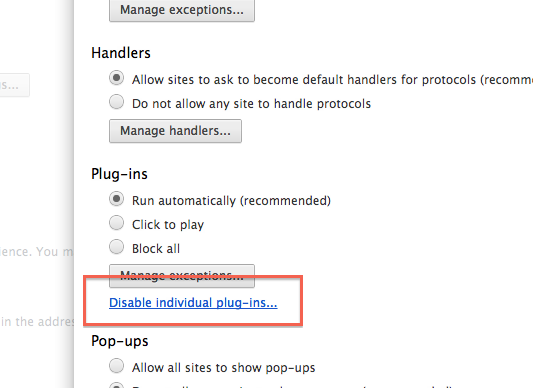 Manage exceptions...
s...
Handlers
Allow sites to ask to become default handlers for protocols (recomm
Do not allow any site to handle protocols
Manage handlers...
Plug-ins
Run automatically (recommended)
Click to play
ience. You m
Block all
Manage exceptions...
Disable individual plug-ins...
in the addres
Pop-ups
Allow all sites to show pop-ups